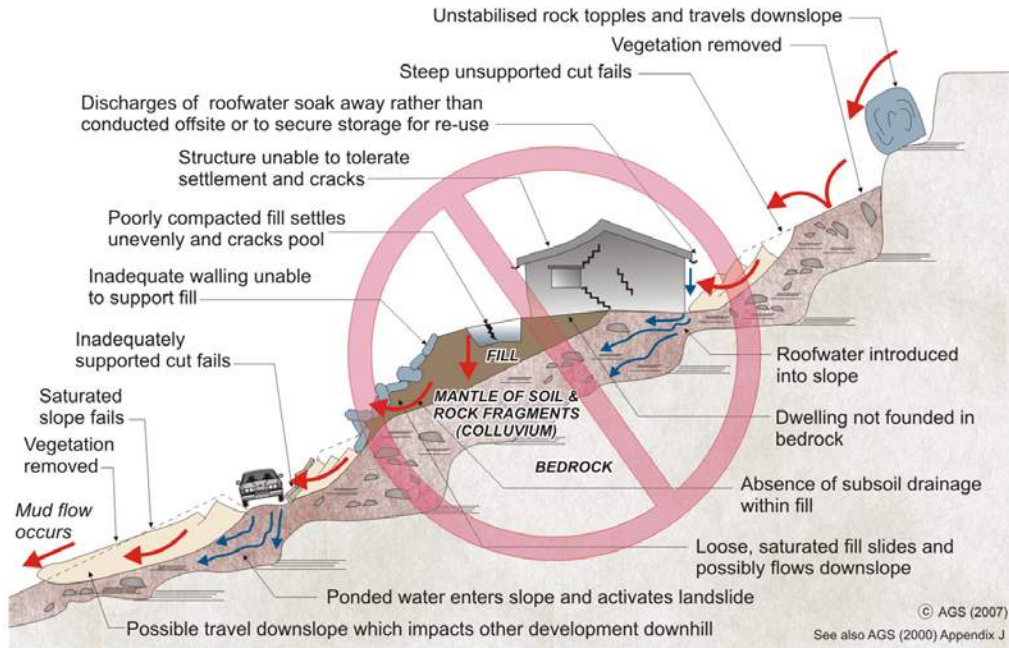 Unstabilised rock topples and travels downslope
Vegetation removed
Steep unsupported cut fails
Discharges of roofwater soak away rather than
conducted offsite or to secure storage for re-use
Structure unable to tolerate
settlement and cracks
Poorly compacted fill settles
unevenly and cracks pool
Inadequate walling unable
to support fill
Inadequately
supported cut fails
Saturated
slope fails
Vegetation
removed
Mud flow
occurs
FILL
MANTLE OF SOIL &
ROCK FRAGMENTS
(COLLUVIUM)
BEDROCK
Roofwater introduced
into slope
Dwelling not founded in
bedrock
Absence of subsoil drainage
within fill
Loose, saturated fill slides and
possibly flows downslope
Ponded water enters slope and activates landslide
Possible travel downslope which impacts other development downhill
© AGS (2007)
See also AGS (2000) Appendix J